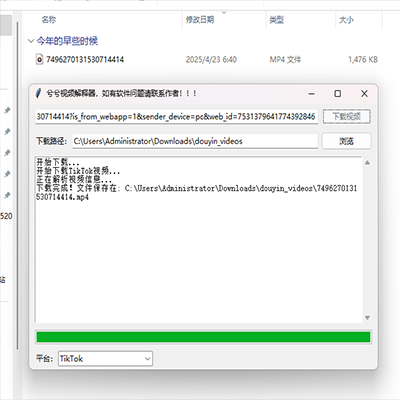 名称 修改日期 类型 大小
今年的早些时候
7496270131530714414 2025/4/23 6:40 MP4 文件 1,476 KB
兮兮视频解释器，如有软件问题请联系作者！！！
30714414?is_from_webapp=1&sender_device=pc&web_id=7531379641774392846 下载视频
下载路径： C:\Users\Administrator\Downloads\douyin_videos 浏览
开始下载...
开始下载TikTok视频...
正在解析视频信息...
下载完成！文件保存在: C:\Users\Administrator\Downloads\douyin_videos\7496270131
530714414.mp4
520
站
平台： TikTok